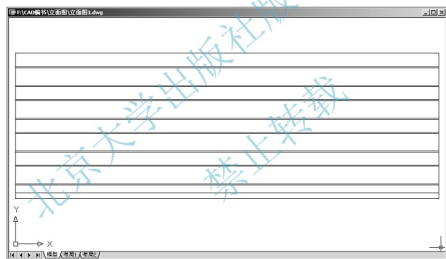 F:\CAD编书\立面图\立面图3.dwg
北京大学出版社版
禁止转载
Y
X
模型 布局1 布局2